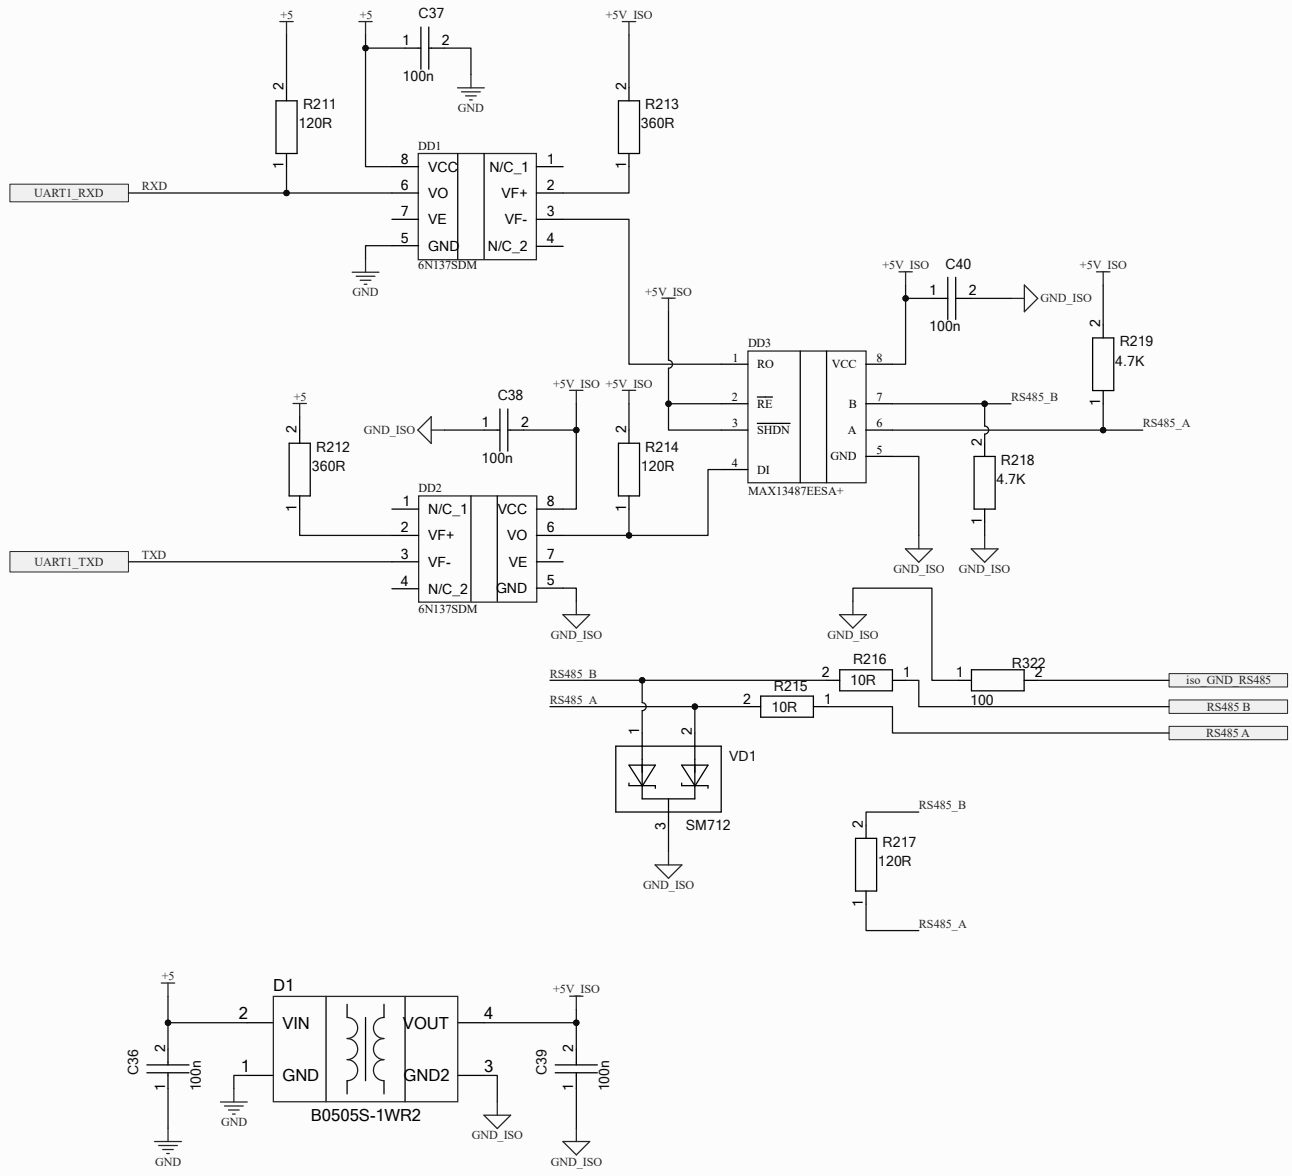 +5
+5
C37
1 2
100n
GND
+5V_ISO
2
R211
120R
1
2
R213
360R
1
DD1
UART1_RXD
RXD
8 VCC N/C_1 1
6 VO VF+ 2
7 VE VF- 3
5 GND N/C_2 4
6N137SDM
GND
+5V_ISO
+5V_ISO
C40
1 2
100n
GND_ISO
+5V_ISO
2
R219
4.7K
1
DD3
1 RO VCC 8
2 RE B 7
3 SHDN A 6
4 DI GND 5
MAX13487EESA+
RS485_B
RS485_A
2
R218
4.7K
1
GND_ISO
GND_ISO
+5
2
R212
360R
1
GND_ISO
C38
1 2
100n
+5V_ISO
+5V_ISO
2
R214
120R
1
DD2
1 N/C_1 VCC 8
2 VF+ VO 6
3 VF- VE 7
4 N/C_2 GND 5
6N137SDM
UART1_TXD
TXD
GND_ISO
GND_ISO
RS485_B
2 R216 1
10R
1 R322 2
100
iso_GND_RS485
RS485_A
2 R215 1
10R
RS485 B
RS485 A
1
2
VD1
SM712
3
GND_ISO
RS485_B
2
R217
120R
1
RS485_A
+5
D1
+5V_ISO
2 VIN VOUT 4
1 GND GND2 3
B0505S-1WR2
C36
2
1
100n
GND
GND
GND_ISO
C39
2
1
100n
GND_ISO